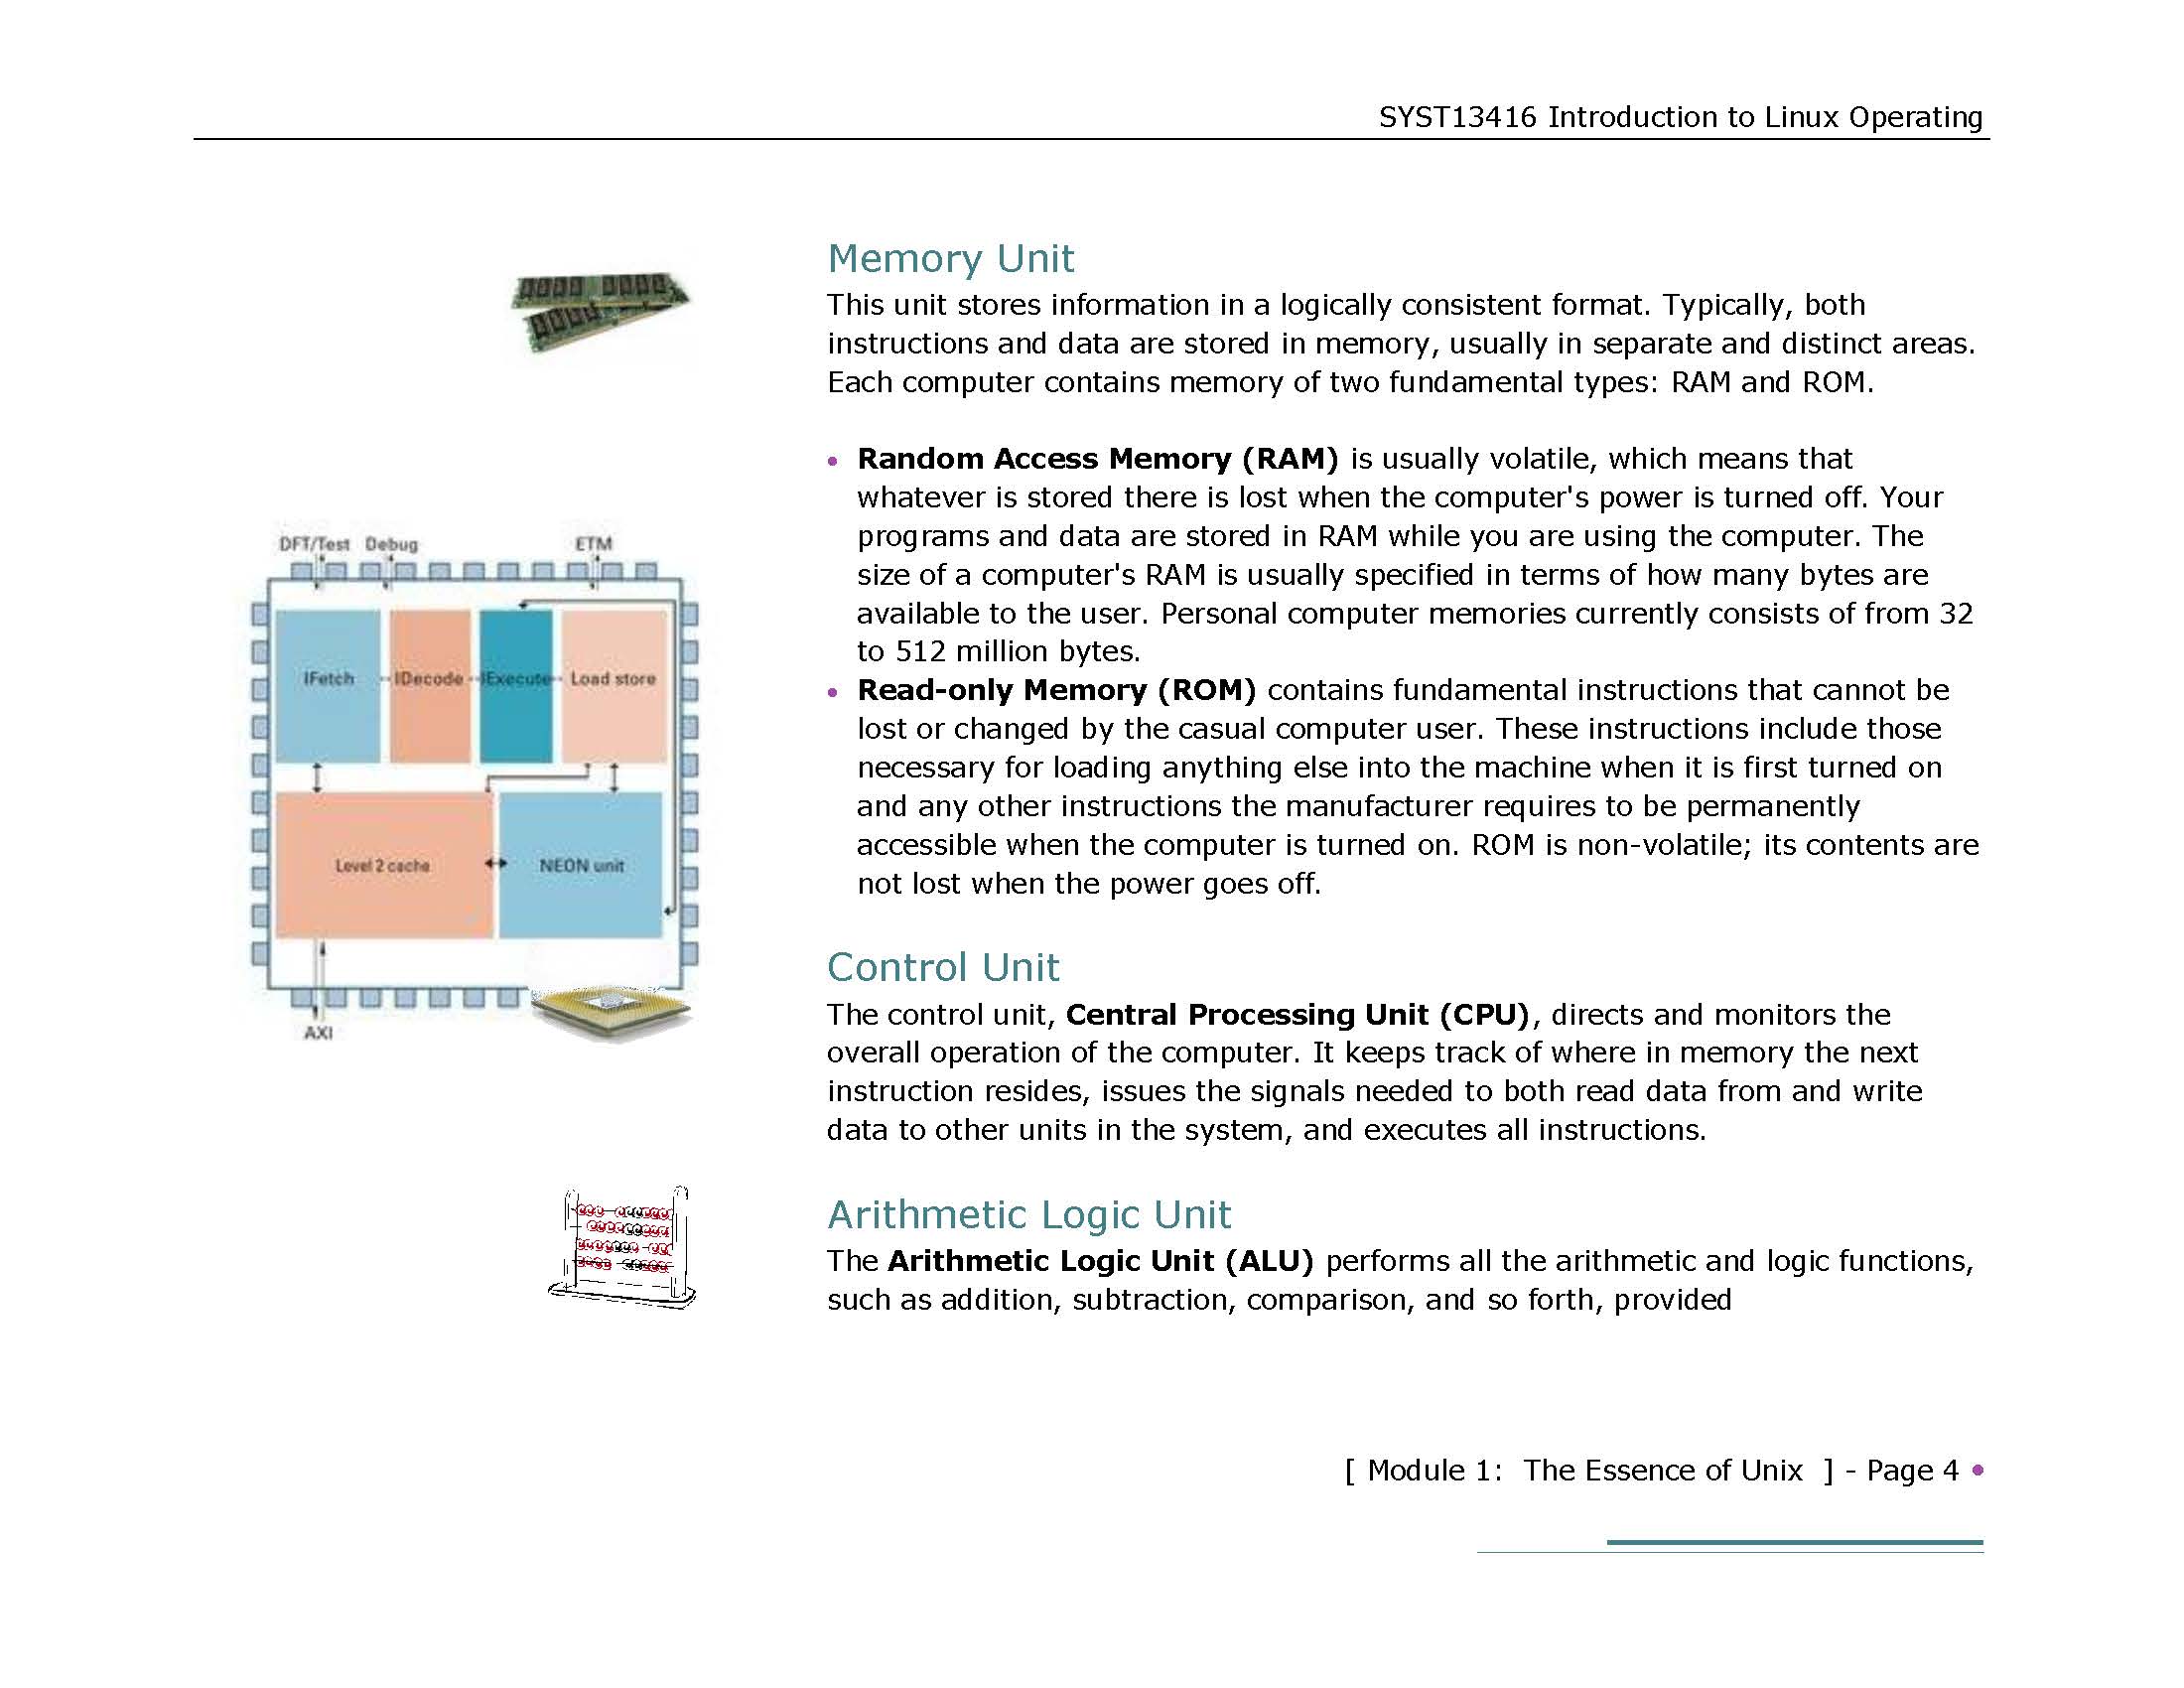 SYST13416 Introduction to Linux Operating
Memory Unit
This unit stores information in a logically consistent format. Typically, both
instructions and data are stored in memory, usually in separate and distinct areas.
Each computer contains memory of two fundamental types: RAM and ROM.
• Random Access Memory (RAM) is usually volatile, which means that
whatever is stored there is lost when the computer's power is turned off. Your
programs and data are stored in RAM while you are using the computer. The
size of a computer's RAM is usually specified in terms of how many bytes are
available to the user. Personal computer memories currently consists of from 32
to 512 million bytes.
• Read-only Memory (ROM) contains fundamental instructions that cannot be
lost or changed by the casual computer user. These instructions include those
necessary for loading anything else into the machine when it is first turned on
and any other instructions the manufacturer requires to be permanently
accessible when the computer is turned on. ROM is non-volatile; its contents are
not lost when the power goes off.
DFT/Test Debug ETM
IFetch IDecode IExecute Load store
Level 2 cache NEON unit
AXI
Control Unit
The control unit, Central Processing Unit (CPU), directs and monitors the
overall operation of the computer. It keeps track of where in memory the next
instruction resides, issues the signals needed to both read data from and write
data to other units in the system, and executes all instructions.
Arithmetic Logic Unit
The Arithmetic Logic Unit (ALU) performs all the arithmetic and logic functions,
such as addition, subtraction, comparison, and so forth, provided
[ Module 1: The Essence of Unix ] - Page 4 •